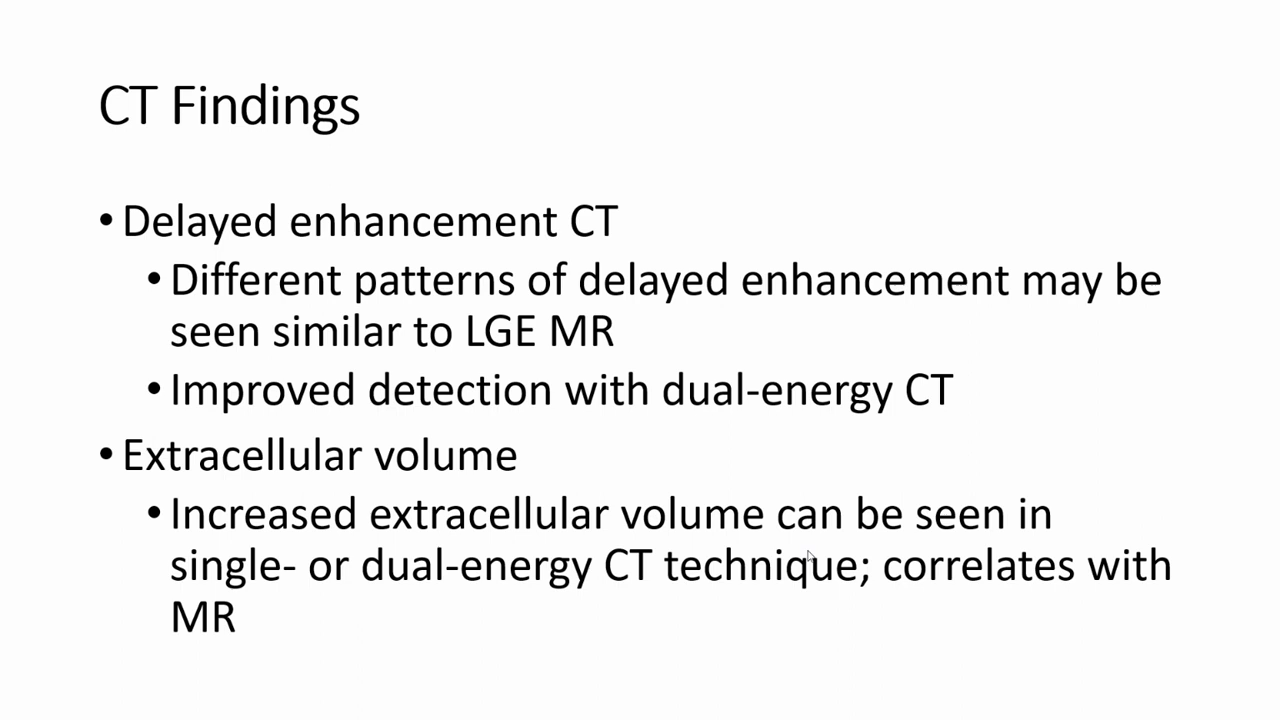 CT Findings
• Delayed enhancement CT
• Different patterns of delayed enhancement may be
seen similar to LGE MR
• Improved detection with dual-energy CT
• Extracellular volume
• Increased extracellular volume can be seen in
single- or dual-energy CT technique; correlates with
MR